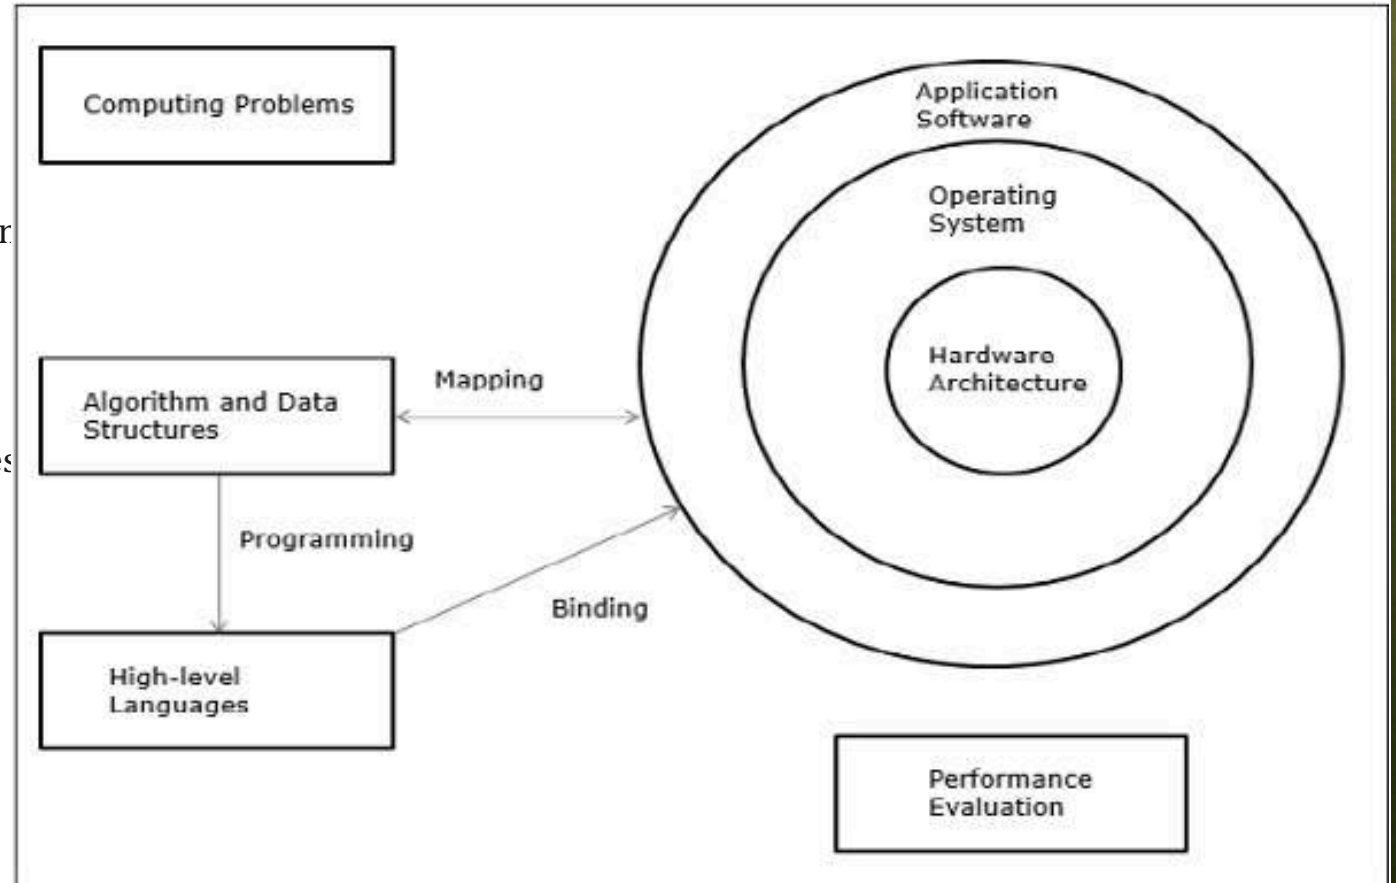 Computing Problems
Application
Software
Operating
System
Hardware
Architecture
Mapping
Algorithm and Data
Structures
Programming
Binding
High-level
Languages
Performance
Evaluation